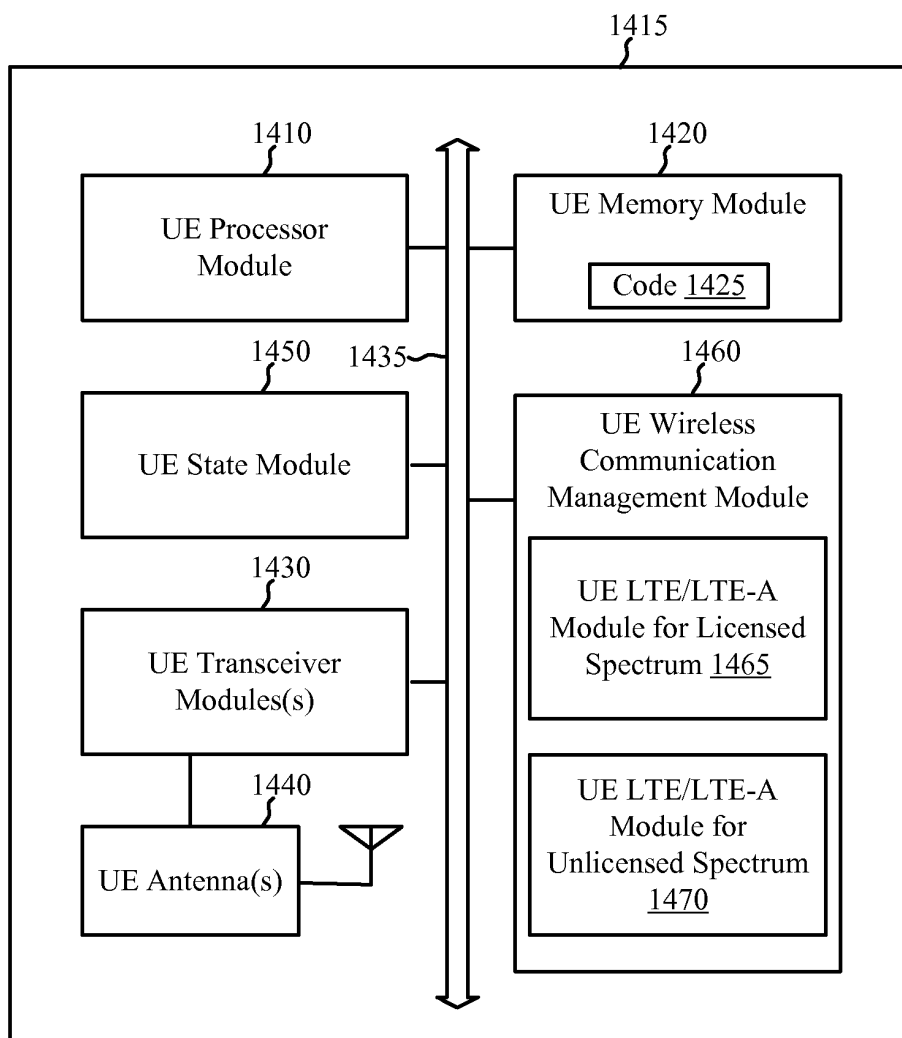 1415
1410
UE Processor
Module
1420
UE Memory Module
Code 1425
1435
1450
UE State Module
1460
UE Wireless
Communication
Management Module
UE LTE/LTE-A
Module for Licensed
Spectrum 1465
UE LTE/LTE-A
Module for
Unlicensed Spectrum
1470
1430
UE Transceiver
Modules(s)
1440
UE Antenna(s)